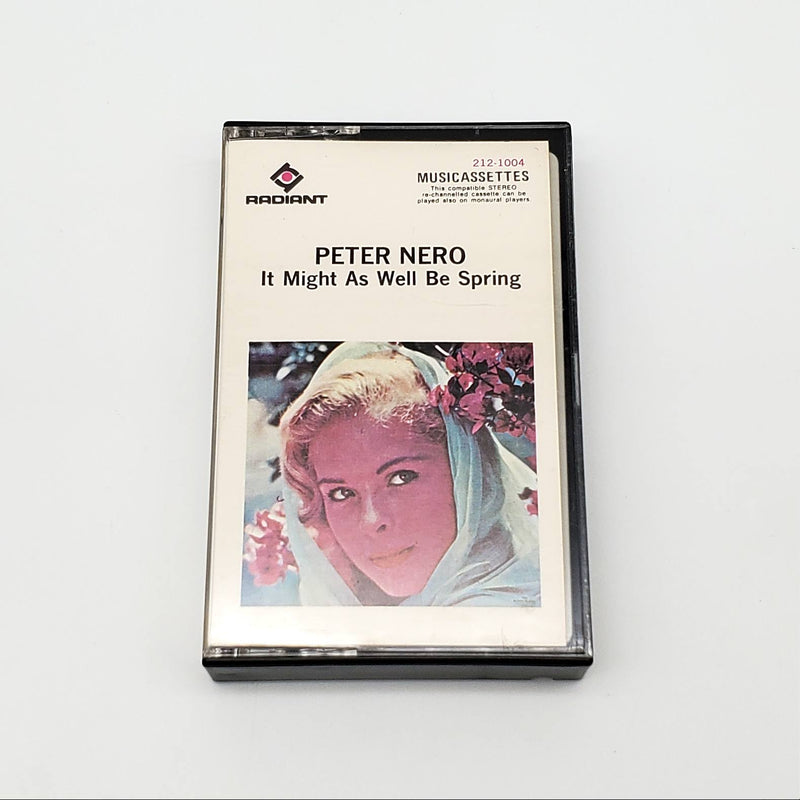 RADIANT
212-1004
MUSICASSETTES
This compatible STEREO
re-channelled cassette can be
played also on monaural players.
PETER NERO
It Might As Well Be Spring